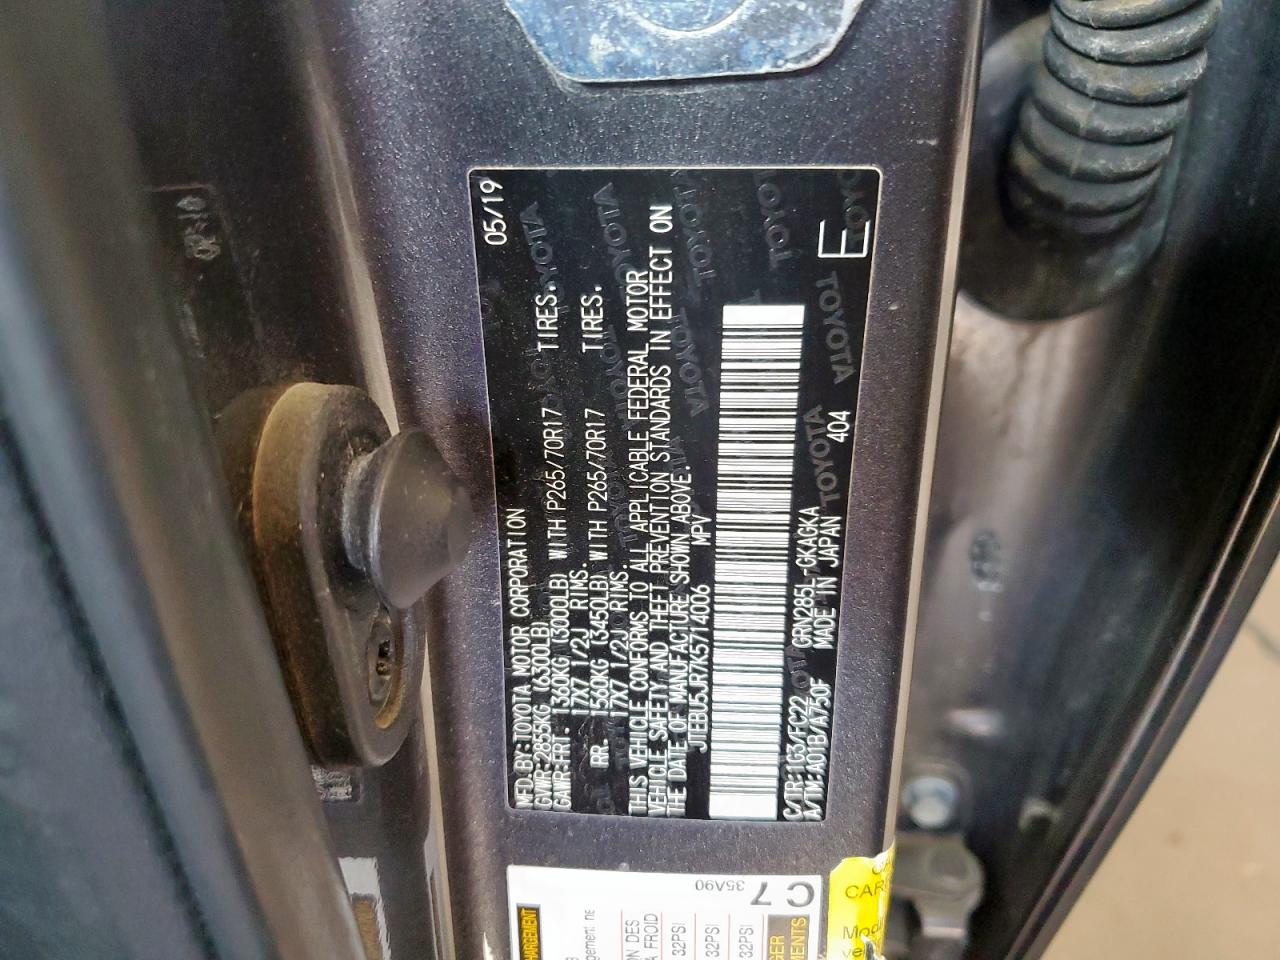 MFD.BY:TOYOTA MOTOR CORPORATION 05/19
GVWR:2855KG (6300LB)
GAWR:FRT. 1360KG (3000LB) WITH P265/70R17 TIRES.
17X7 1/2J RIMS.
RR. 1560KG (3450LB) WITH P265/70R17 TIRES.
17X7 1/2J RIMS.
THIS VEHICLE CONFORMS TO ALL APPLICABLE FEDERAL MOTOR
VEHICLE SAFETY AND THEFT PREVENTION STANDARDS IN EFFECT ON
THE DATE OF MANUFACTURE SHOWN ABOVE.
JTEBU5JR7K5714006 MPV
C/TR:1G3/FC22 GRN285L-GKAGKA
A/TM:A01B/A750F MADE IN JAPAN 404
E
TOYOTA
C 7
35A90
CHARGEMENT
32PSI
32PSI
32PSI
A FROID